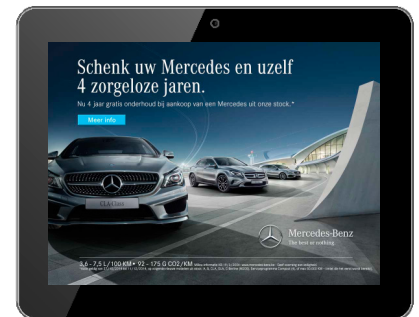 Schenk uw Mercedes en uzelf
4 zorgeloze jaren.
Nu 4 jaar gratis onderhoud bij aankoop van een Mercedes uit onze stock.*
Meer info
CLA-Class
Mercedes-Benz
The best or nothing.
3,6 - 7,5 L/100 KM • 92 - 175 G CO2/KM